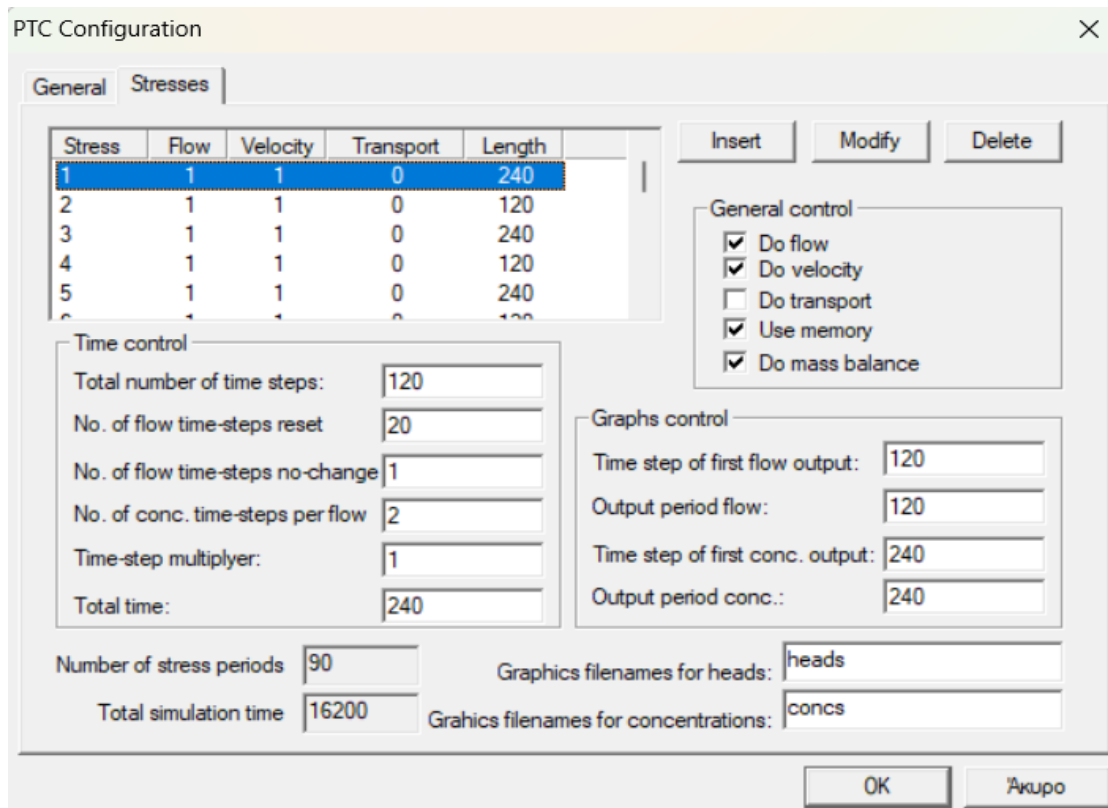 PTC Configuration
General Stresses
Stress Flow Velocity Transport Length
1 1 1 0 240
2 1 1 0 120
3 1 1 0 240
4 1 1 0 120
5 1 1 0 240
Insert Modify Delete
General control
Do flow
Do velocity
Do transport
Use memory
Do mass balance
Time control
Total number of time steps: 120
No. of flow time-steps reset 20
No. of flow time-steps no-change 1
No. of conc. time-steps per flow 2
Time-step multiplyer: 1
Total time: 240
Graphs control
Time step of first flow output: 120
Output period flow: 120
Time step of first conc. output: 240
Output period conc.: 240
Number of stress periods 90
Total simulation time 16200
Graphics filenames for heads: heads
Grahics filenames for concentrations: concs
OK Άκυρο